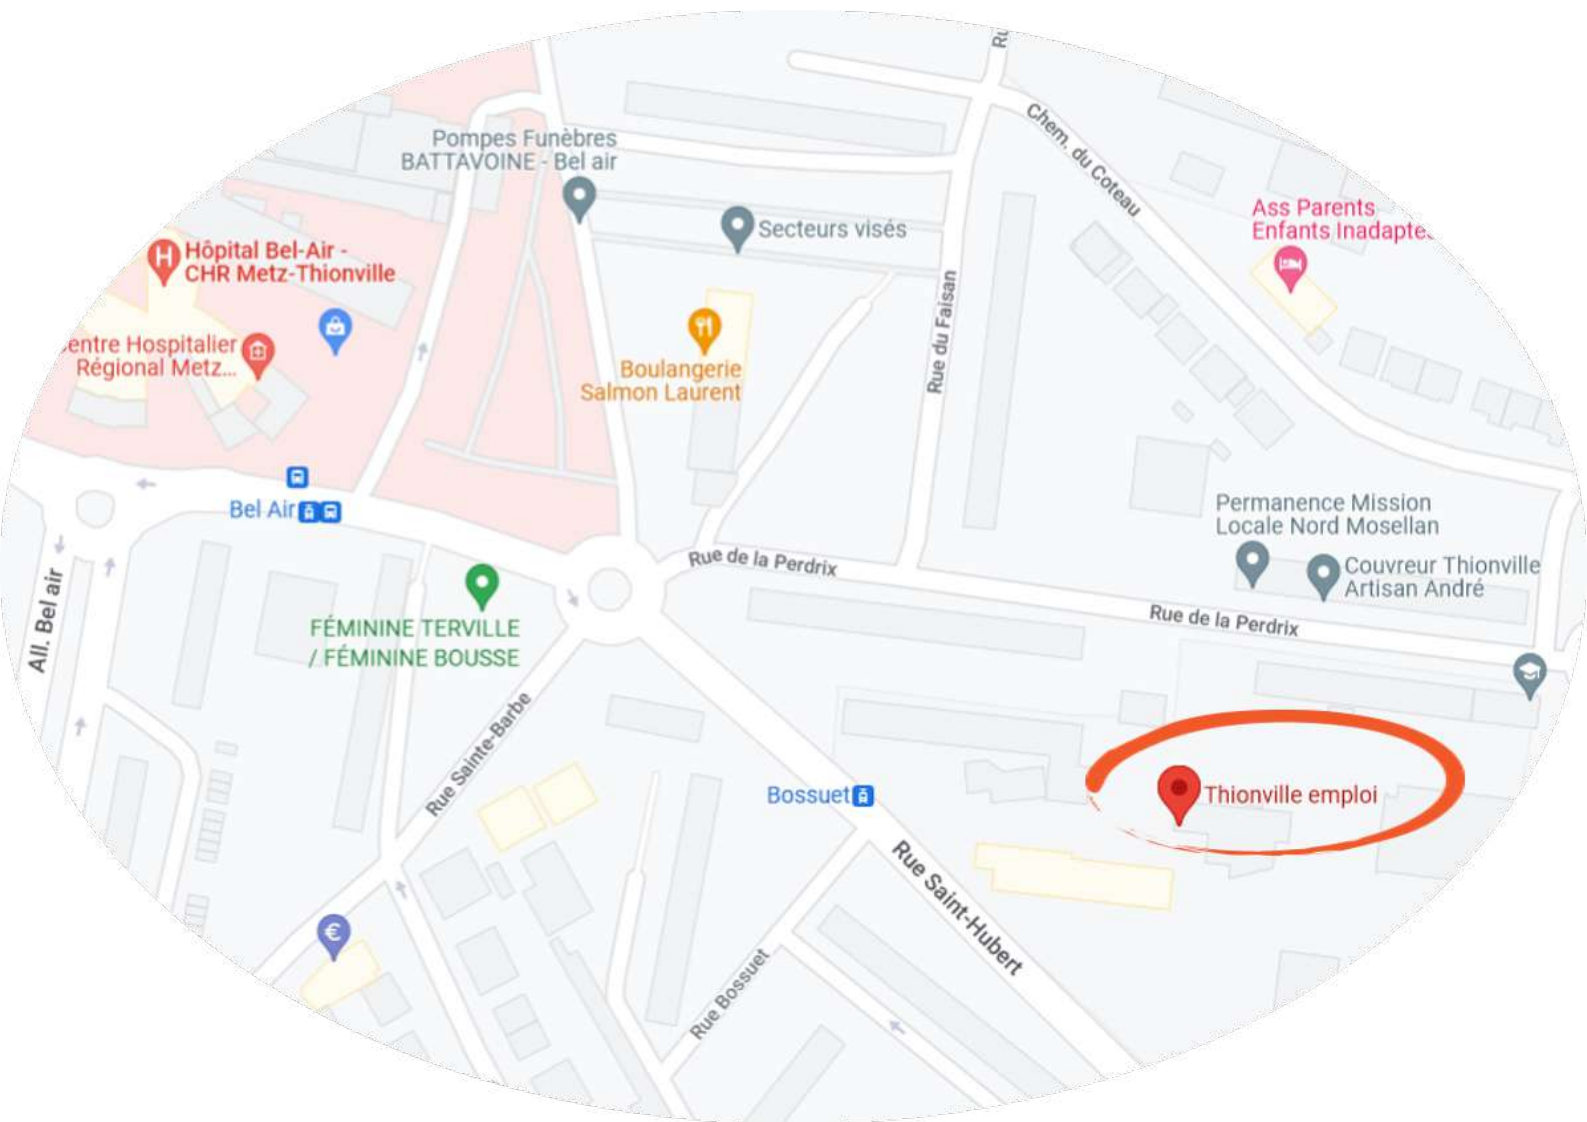 Ru
Chem. du Coteau
Pompes Funèbres
BATTAVOINE - Bel air
Secteurs visés
Ass Parents
Enfants Inadapte
H
Hôpital Bel-Air -
CHR Metz-Thionville
Rue du Faisan
entre Hospitalier
Régional Metz...
Boulangerie
Salmon Laurent
Bel Air
Permanence Mission
Locale Nord Mosellan
Rue de la Perdrix
Couvreur Thionville
Artisan André
All. Bel air
FÉMININE TERVILLE
/ FÉMININE BOUSSE
Rue de la Perdrix
Rue Sainte-Barbe
Bossuet
Thionville emploi
Rue Saint-Hubert
€
Rue Bossuet